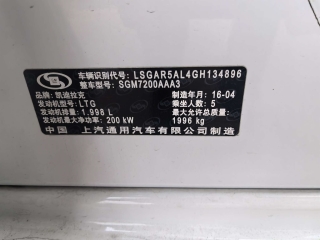 车辆识别代号: LSGAR5AL4GH134896
整车型号: SGM7200AAA3
品牌: 凯迪拉克 制造年月: 16-04
发动机型号: LTG 乘坐人数: 5
发动机排量: 1.998 L 最大允许总质量:
发动机最大净功率: 200 kW 1996 kg
中国 上汽通用汽车有限公司制造